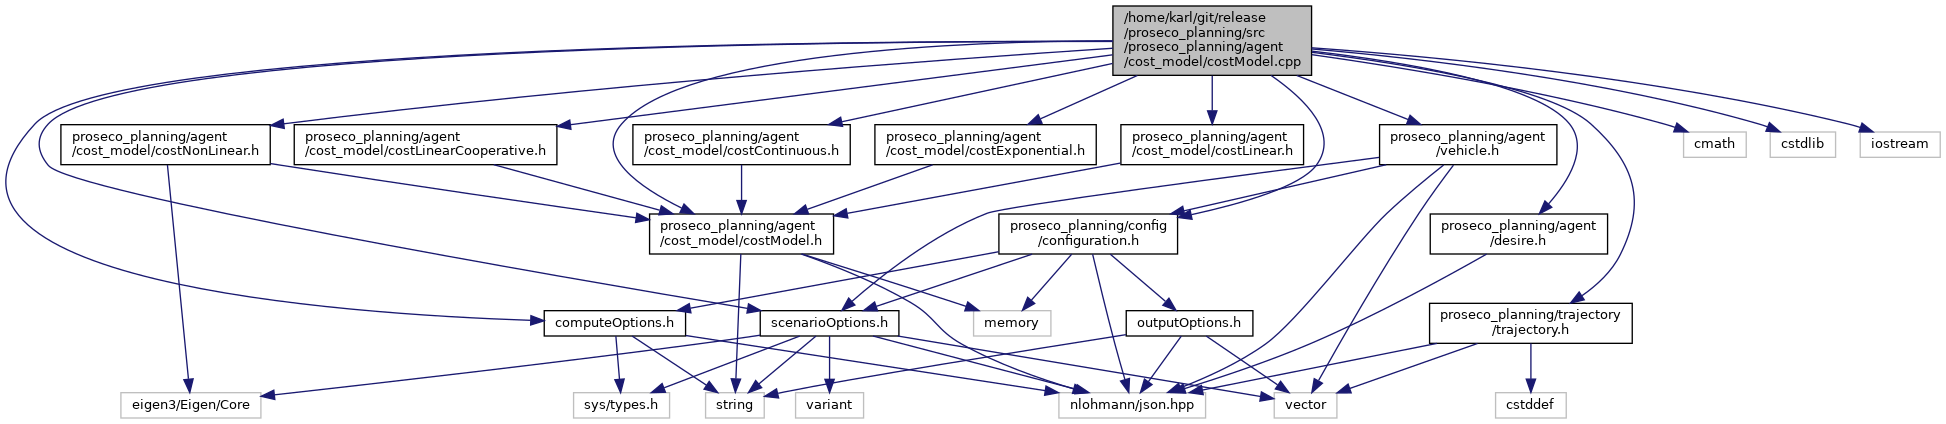 /home/karl/git/release
/proseco_planning/src
/proseco_planning/agent
/cost_model/costModel.cpp
proseco_planning/agent
/cost_model/costNonLinear.h
proseco_planning/agent
/cost_model/costLinearCooperative.h
proseco_planning/agent
/cost_model/costContinuous.h
proseco_planning/agent
/cost_model/costExponential.h
proseco_planning/agent
/cost_model/costLinear.h
proseco_planning/agent
/vehicle.h
cmath
cstdlib
iostream
proseco_planning/agent
/cost_model/costModel.h
proseco_planning/config
/configuration.h
proseco_planning/agent
/desire.h
computeOptions.h
scenarioOptions.h
memory
outputOptions.h
proseco_planning/trajectory
/trajectory.h
eigen3/Eigen/Core
sys/types.h
string
variant
nlohmann/json.hpp
vector
cstddef